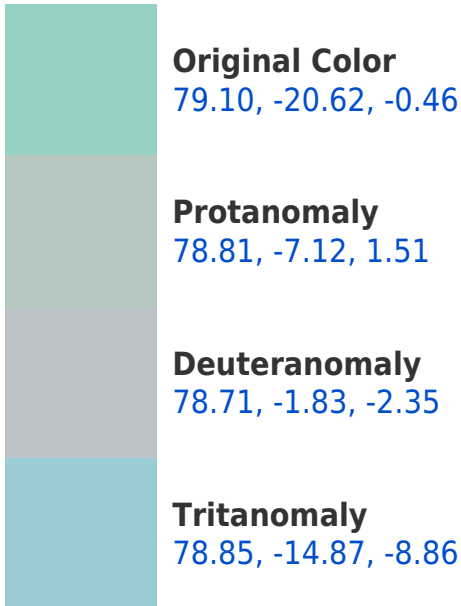 Original Color
79.10, -20.62, -0.46
Protanomaly
78.81, -7.12, 1.51
Deuteranomaly
78.71, -1.83, -2.35
Tritanomaly
78.85, -14.87, -8.86